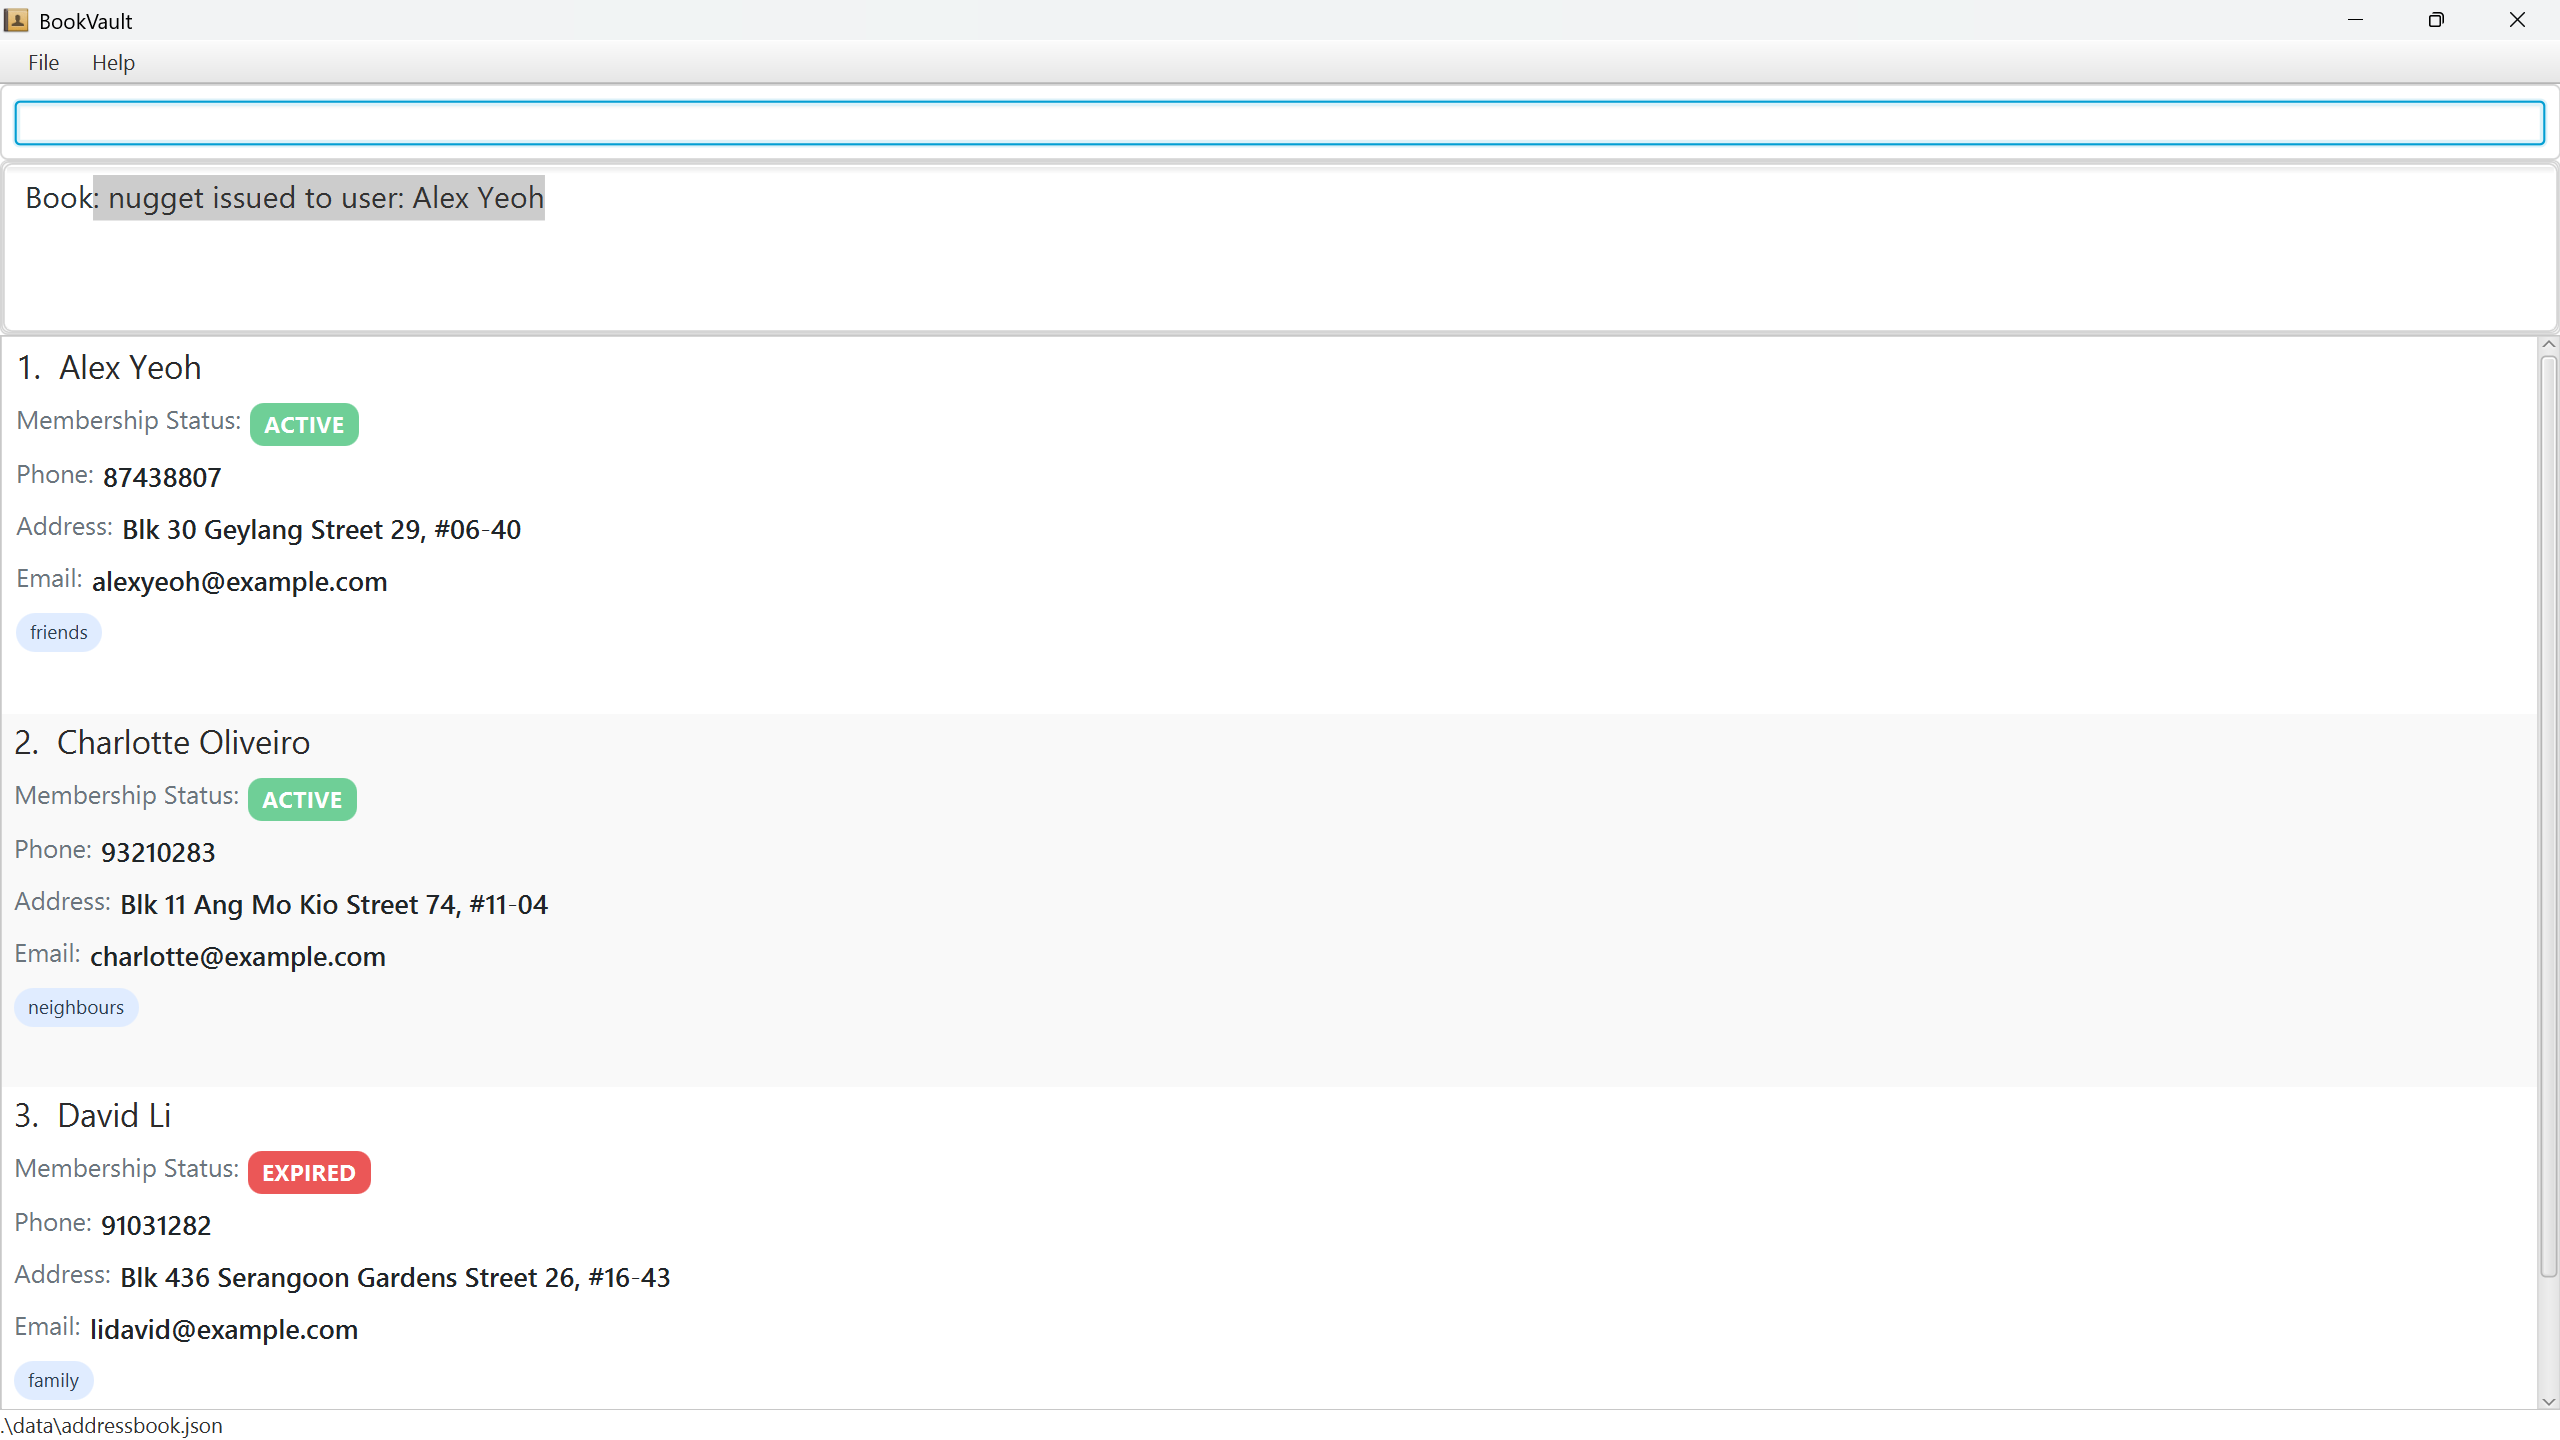 BookVault
File Help
Book: nugget issued to user: Alex Yeoh
1. Alex Yeoh
Membership Status: ACTIVE
Phone: 87438807
Address: Blk 30 Geylang Street 29, #06-40
Email: alexyeoh@example.com
friends
2. Charlotte Oliveiro
Membership Status: ACTIVE
Phone: 93210283
Address: Blk 11 Ang Mo Kio Street 74, #11-04
Email: charlotte@example.com
neighbours
3. David Li
Membership Status: EXPIRED
Phone: 91031282
Address: Blk 436 Serangoon Gardens Street 26, #16-43
Email: lidavid@example.com
family
.\data\addressbook.json